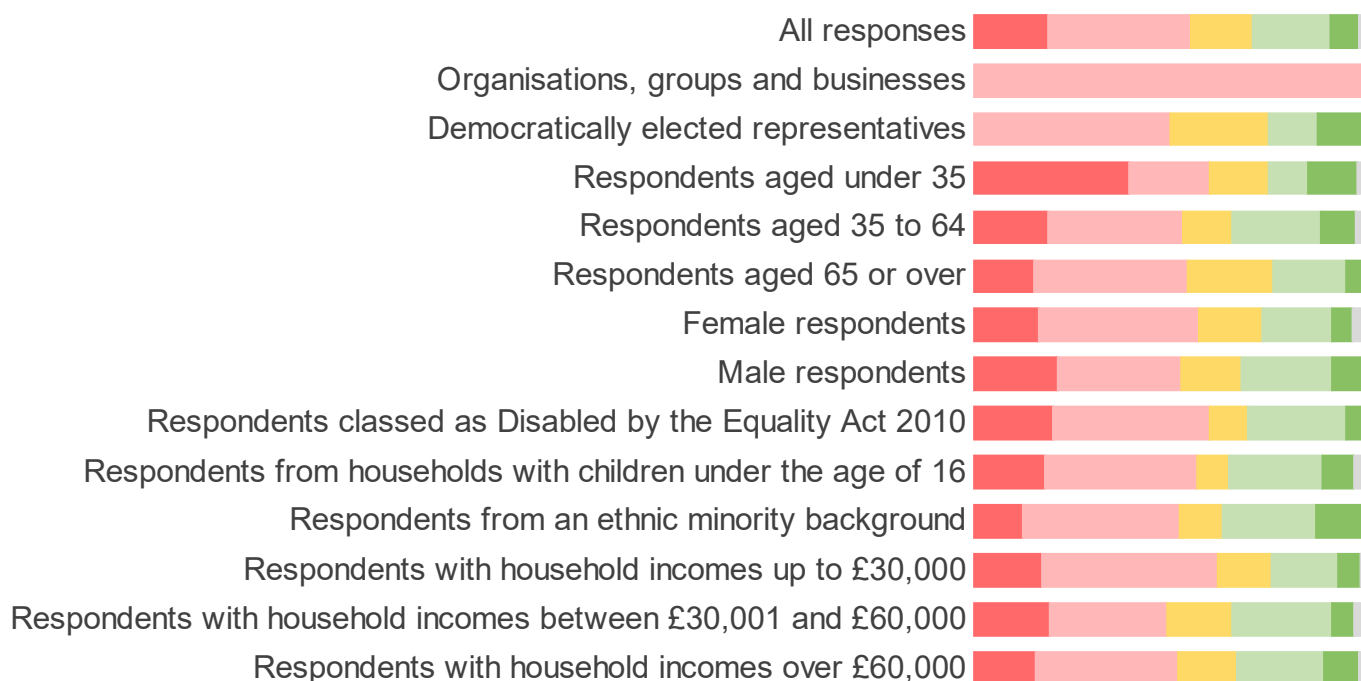 All responses
Organisations, groups and businesses
Democratically elected representatives
Respondents aged under 35
Respondents aged 35 to 64
Respondents aged 65 or over
Female respondents
Male respondents
Respondents classed as Disabled by the Equality Act 2010
Respondents from households with children under the age of 16
Respondents from an ethnic minority background
Respondents with household incomes up to £30,000
Respondents with household incomes between £30,001 and £60,000
Respondents with household incomes over £60,000